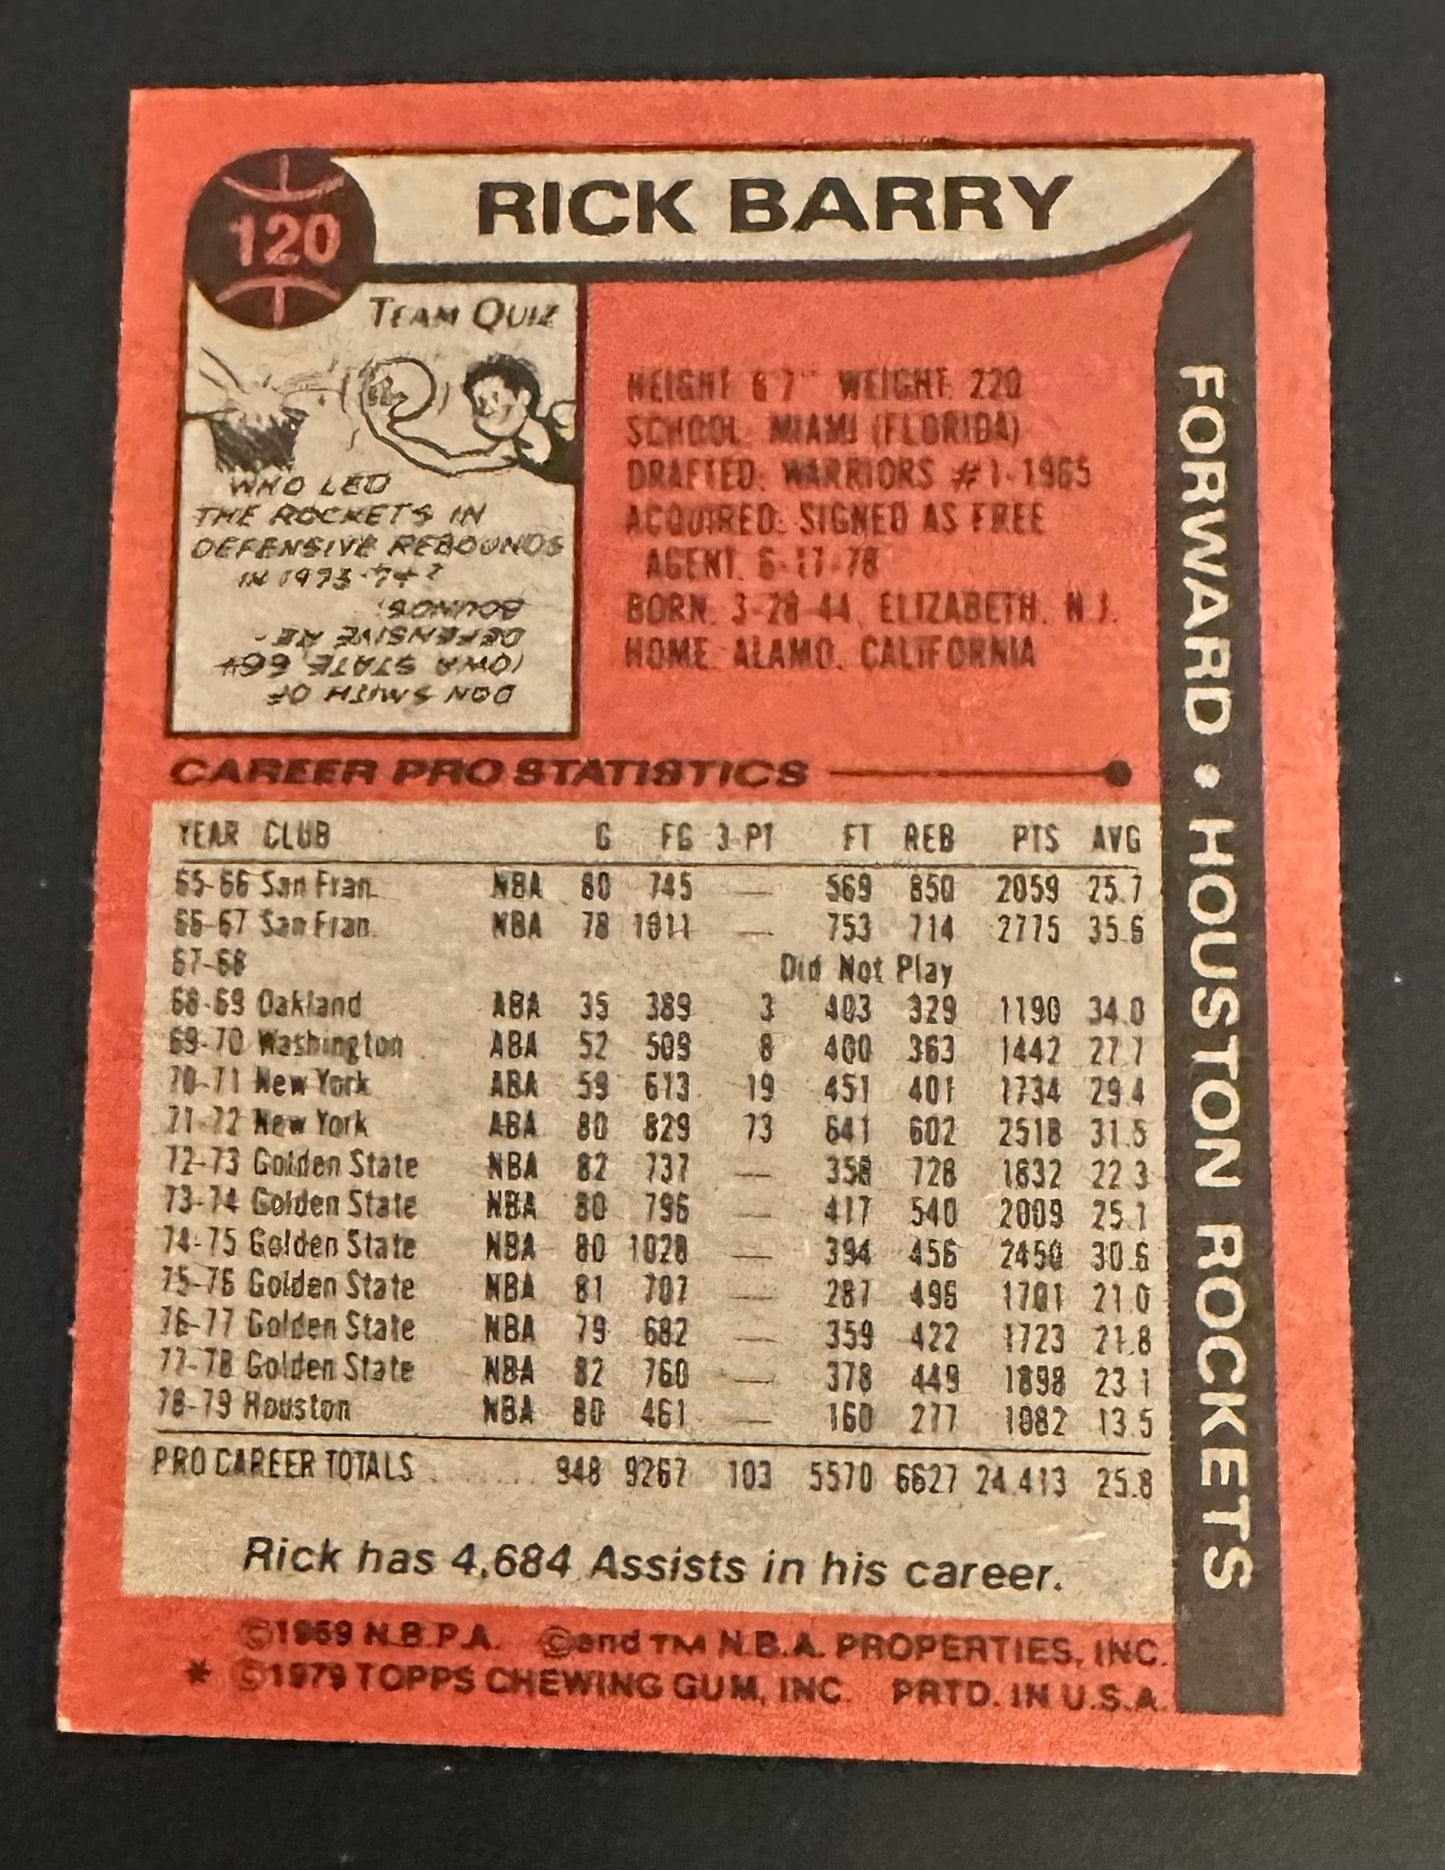 120
RICK BARRY
TEAM QUIZ
WHO LED
THE ROCKETS IN
DEFENSIVE REBOUNDS
IN 1973-74?
DON SMITH OF
IOWA STATE 664
DEFENSIVE RE-
BOUNDS.
HEIGHT: 6'7" WEIGHT: 220
SCHOOL: MIAMI (FLORIDA)
DRAFTED: WARRIORS #1-1965
ACQUIRED: SIGNED AS FREE
AGENT, 6-17-78
BORN: 3-28-44, ELIZABETH, N.J.
HOME: ALAMO, CALIFORNIA
FORWARD • HOUSTON ROCKETS
CAREER PRO STATISTICS
YEAR CLUB G FG 3-PT FT REB PTS AVG
65-66 San Fran. NBA 80 745 — 569 850 2059 25.7
66-67 San Fran. NBA 78 1011 — 753 714 2775 35.6
67-68 Did Not Play
68-69 Oakland ABA 35 389 3 403 329 1190 34.0
69-70 Washington ABA 52 509 8 400 363 1442 27.7
70-71 New York ABA 59 613 19 451 401 1734 29.4
71-72 New York ABA 80 829 73 641 602 2518 31.5
72-73 Golden State NBA 82 737 — 358 728 1832 22.3
73-74 Golden State NBA 80 796 — 417 540 2009 25.1
74-75 Golden State NBA 80 1028 — 394 456 2450 30.6
75-76 Golden State NBA 81 707 — 287 496 1701 21.0
76-77 Golden State NBA 79 682 — 359 422 1723 21.8
77-78 Golden State NBA 82 760 — 378 449 1898 23.1
78-79 Houston NBA 80 461 — 160 277 1082 13.5
PRO CAREER TOTALS 948 9267 103 5570 6627 24,413 25.8
Rick has 4,684 Assists in his career.
©1969 N.B.P.A. © and TM N.B.A. PROPERTIES, INC.
* ©1979 TOPPS CHEWING GUM, INC. PRTD. IN U.S.A.